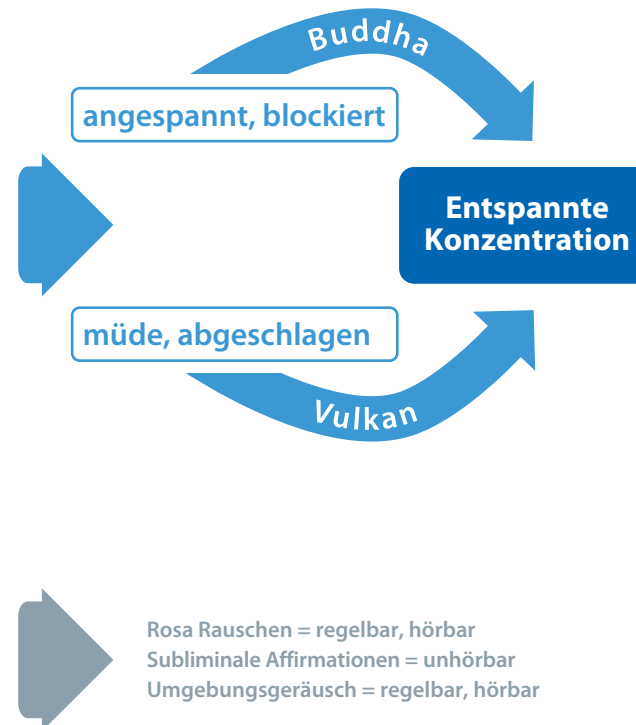 Buddha
angespannt, blockiert
Entspannte
Konzentration
müde, abgeschlagen
Vulkan
Rosa Rauschen = regelbar, hörbar
Subliminale Affirmationen = unhörbar
Umgebungsgeräusch = regelbar, hörbar